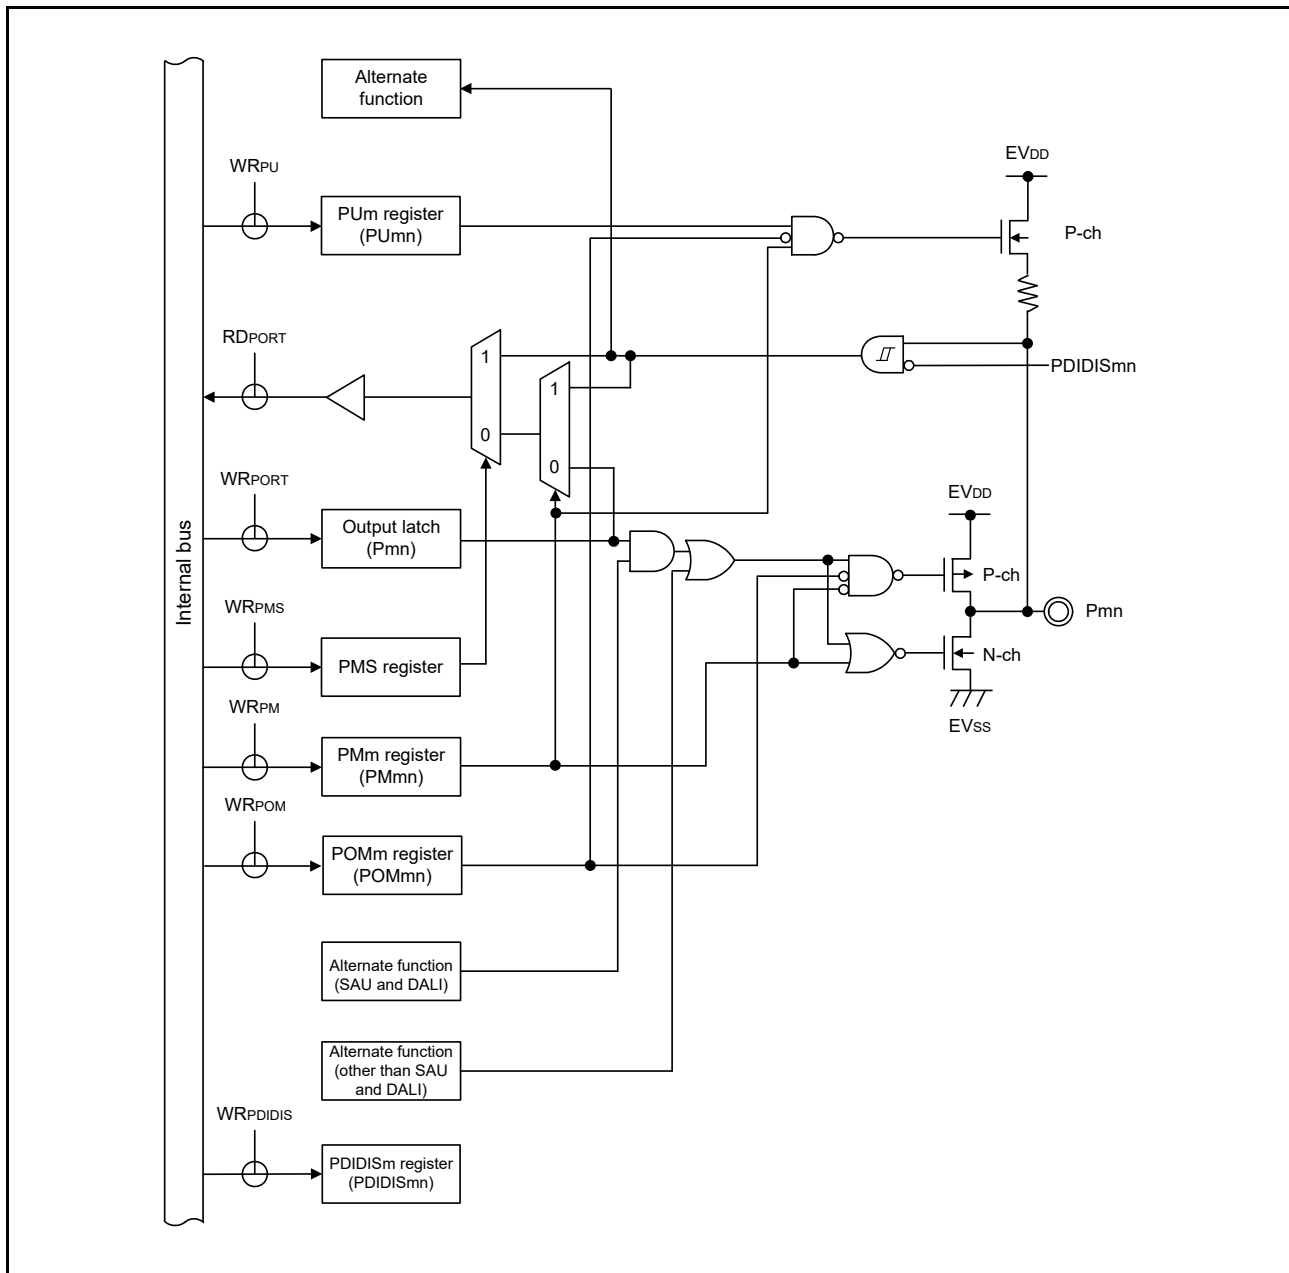 Alternate
function
EVDD
WRPU
PUm register
(PUmn)
P-ch
RDPORT
1
0
1
0
PDIDISmn
WRPORT
Output latch
(Pmn)
EVDD
P-ch
Pmn
N-ch
EVSS
Internal bus
WRPMS
PMS register
WRPM
PMm register
(PMmn)
WRPOM
POMm register
(POMmn)
Alternate function
(SAU and DALI)
Alternate function
(other than SAU
and DALI)
WRPDIDIS
PDIDISm register
(PDIDISmn)